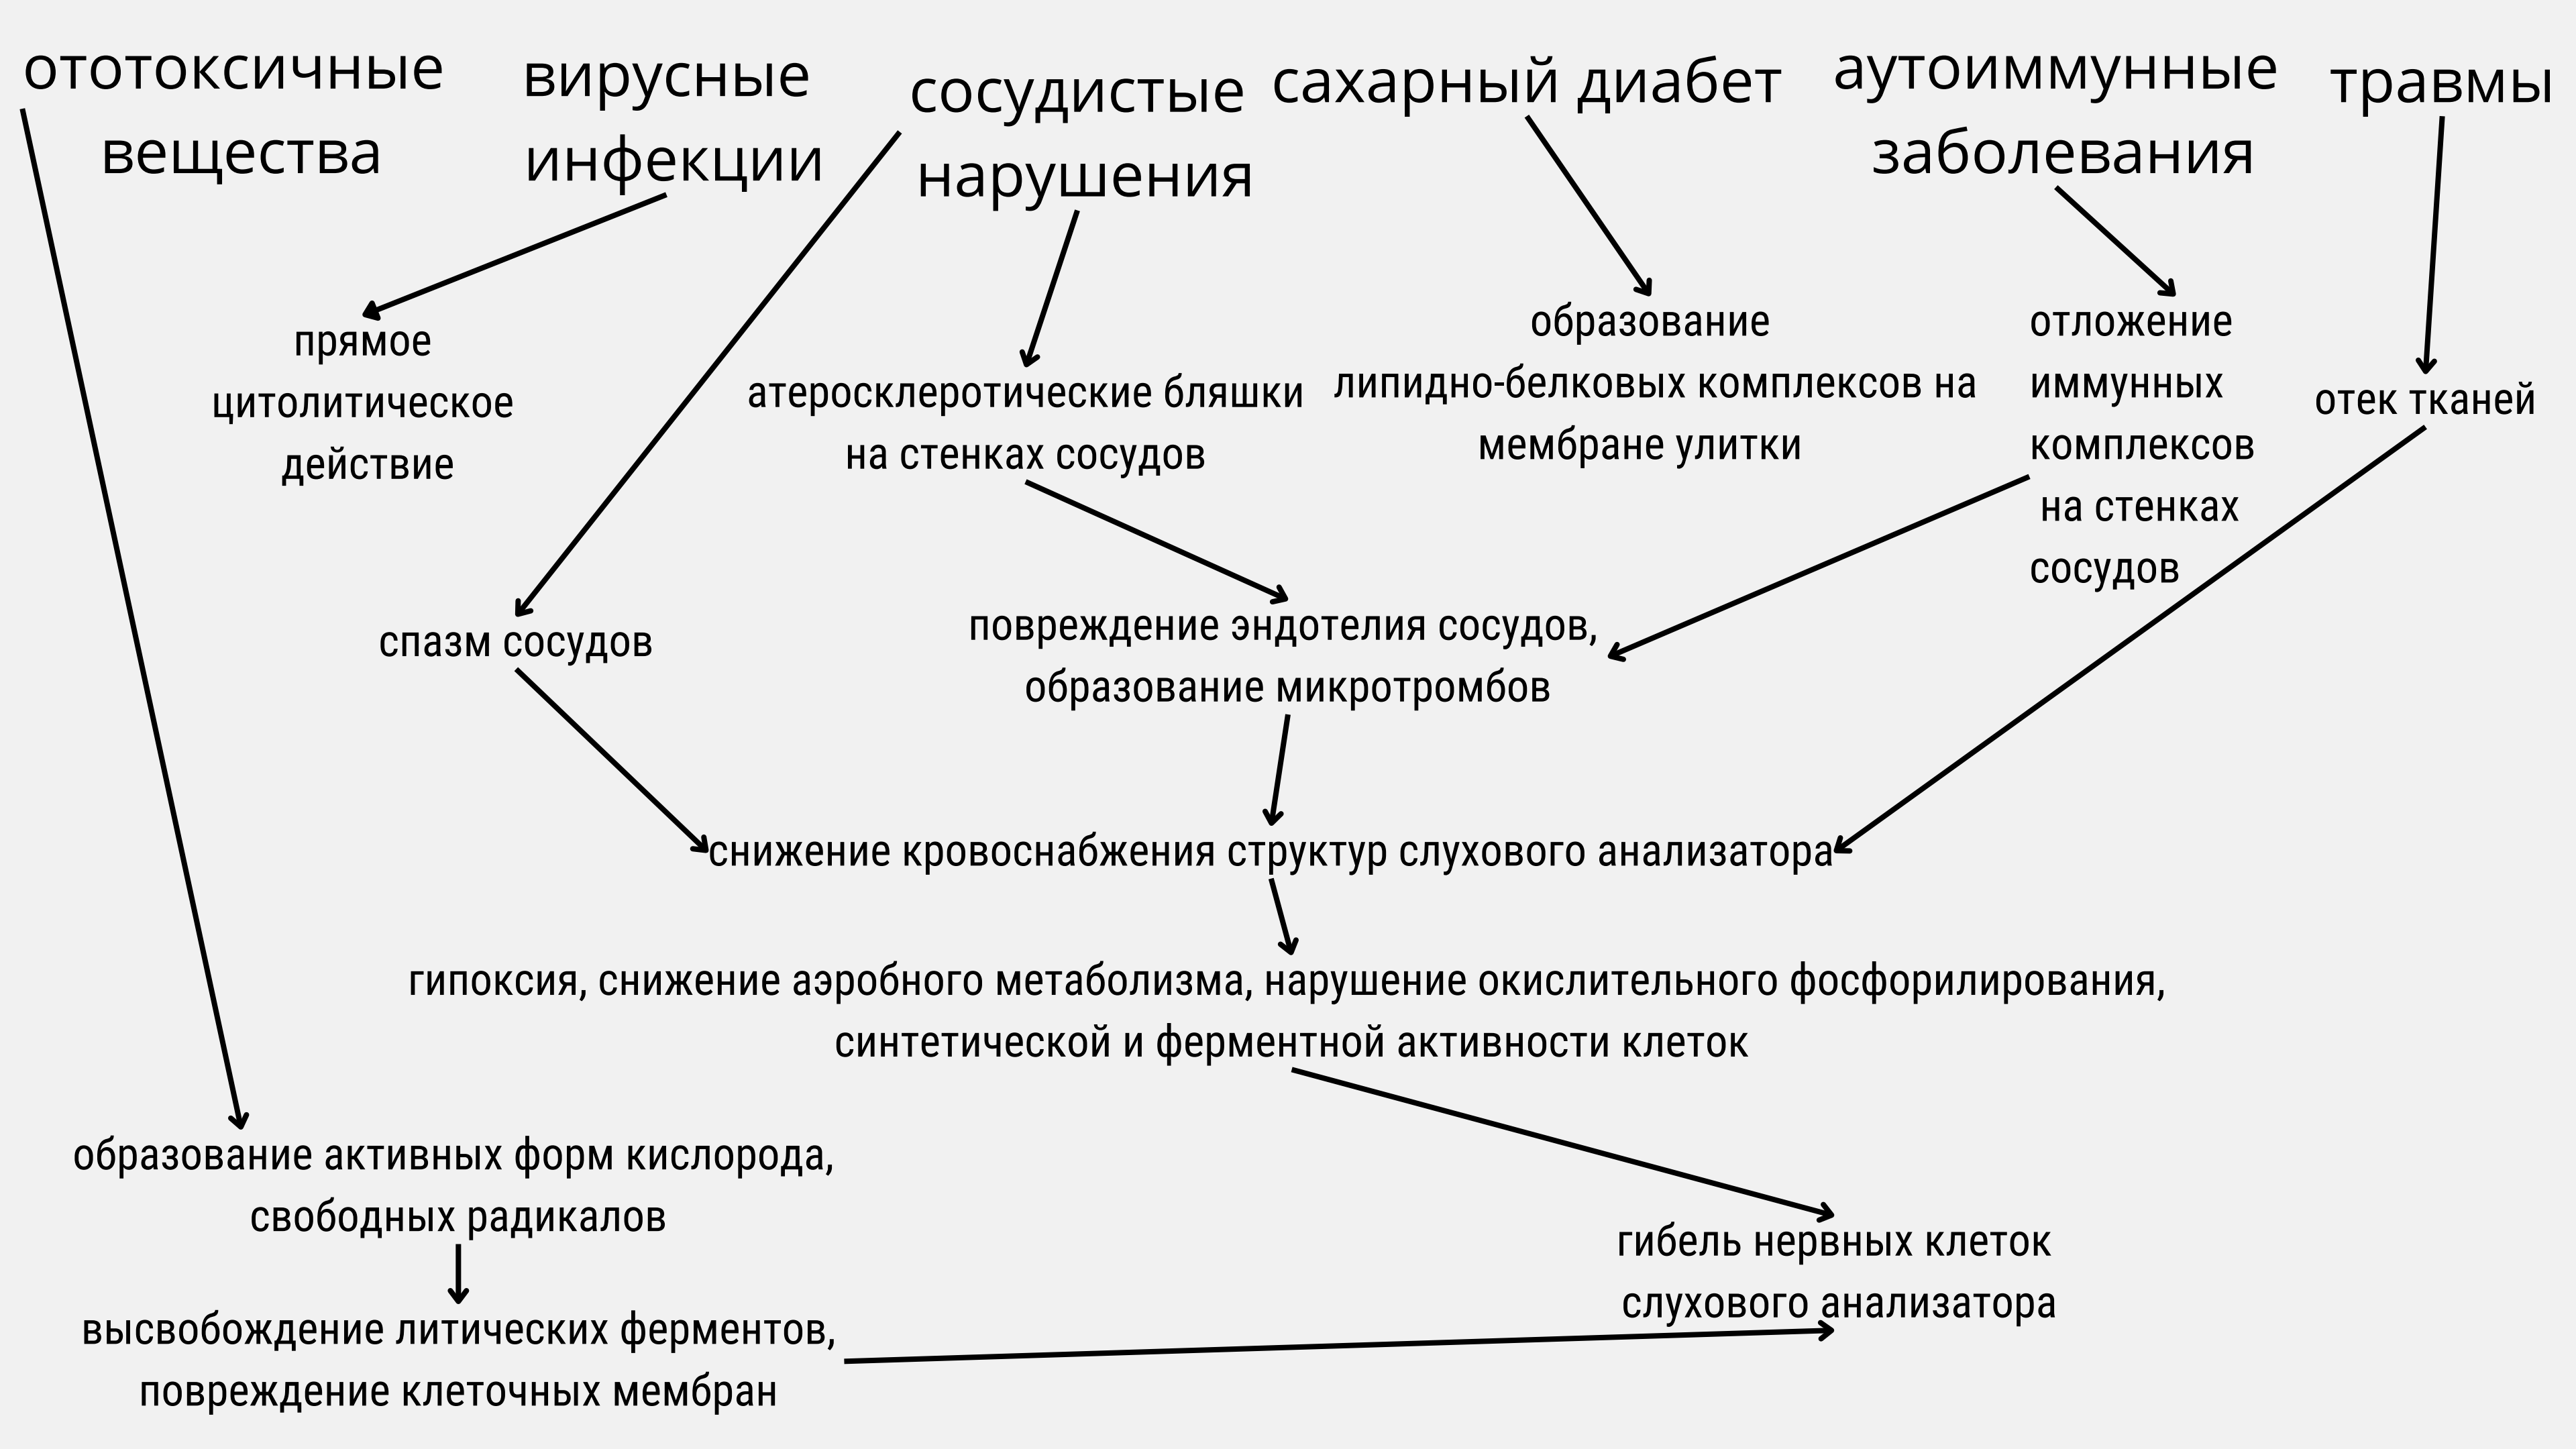 ототоксичные
вещества
вирусные
инфекции
сосудистые
нарушения
сахарный диабет
аутоиммунные
заболевания
травмы
прямое
цитолитическое
действие
атеросклеротические бляшки
на стенках сосудов
образование
липидно-белковых комплексов на
мембране улитки
отложение
иммунных
комплексов
на стенках
сосудов
отек тканей
спазм сосудов
повреждение эндотелия сосудов,
образование микротромбов
снижение кровоснабжения структур слухового анализатора
гипоксия, снижение аэробного метаболизма, нарушение окислительного фосфорилирования,
синтетической и ферментной активности клеток
образование активных форм кислорода,
свободных радикалов
гибель нервных клеток
слухового анализатора
высвобождение литических ферментов,
повреждение клеточных мембран